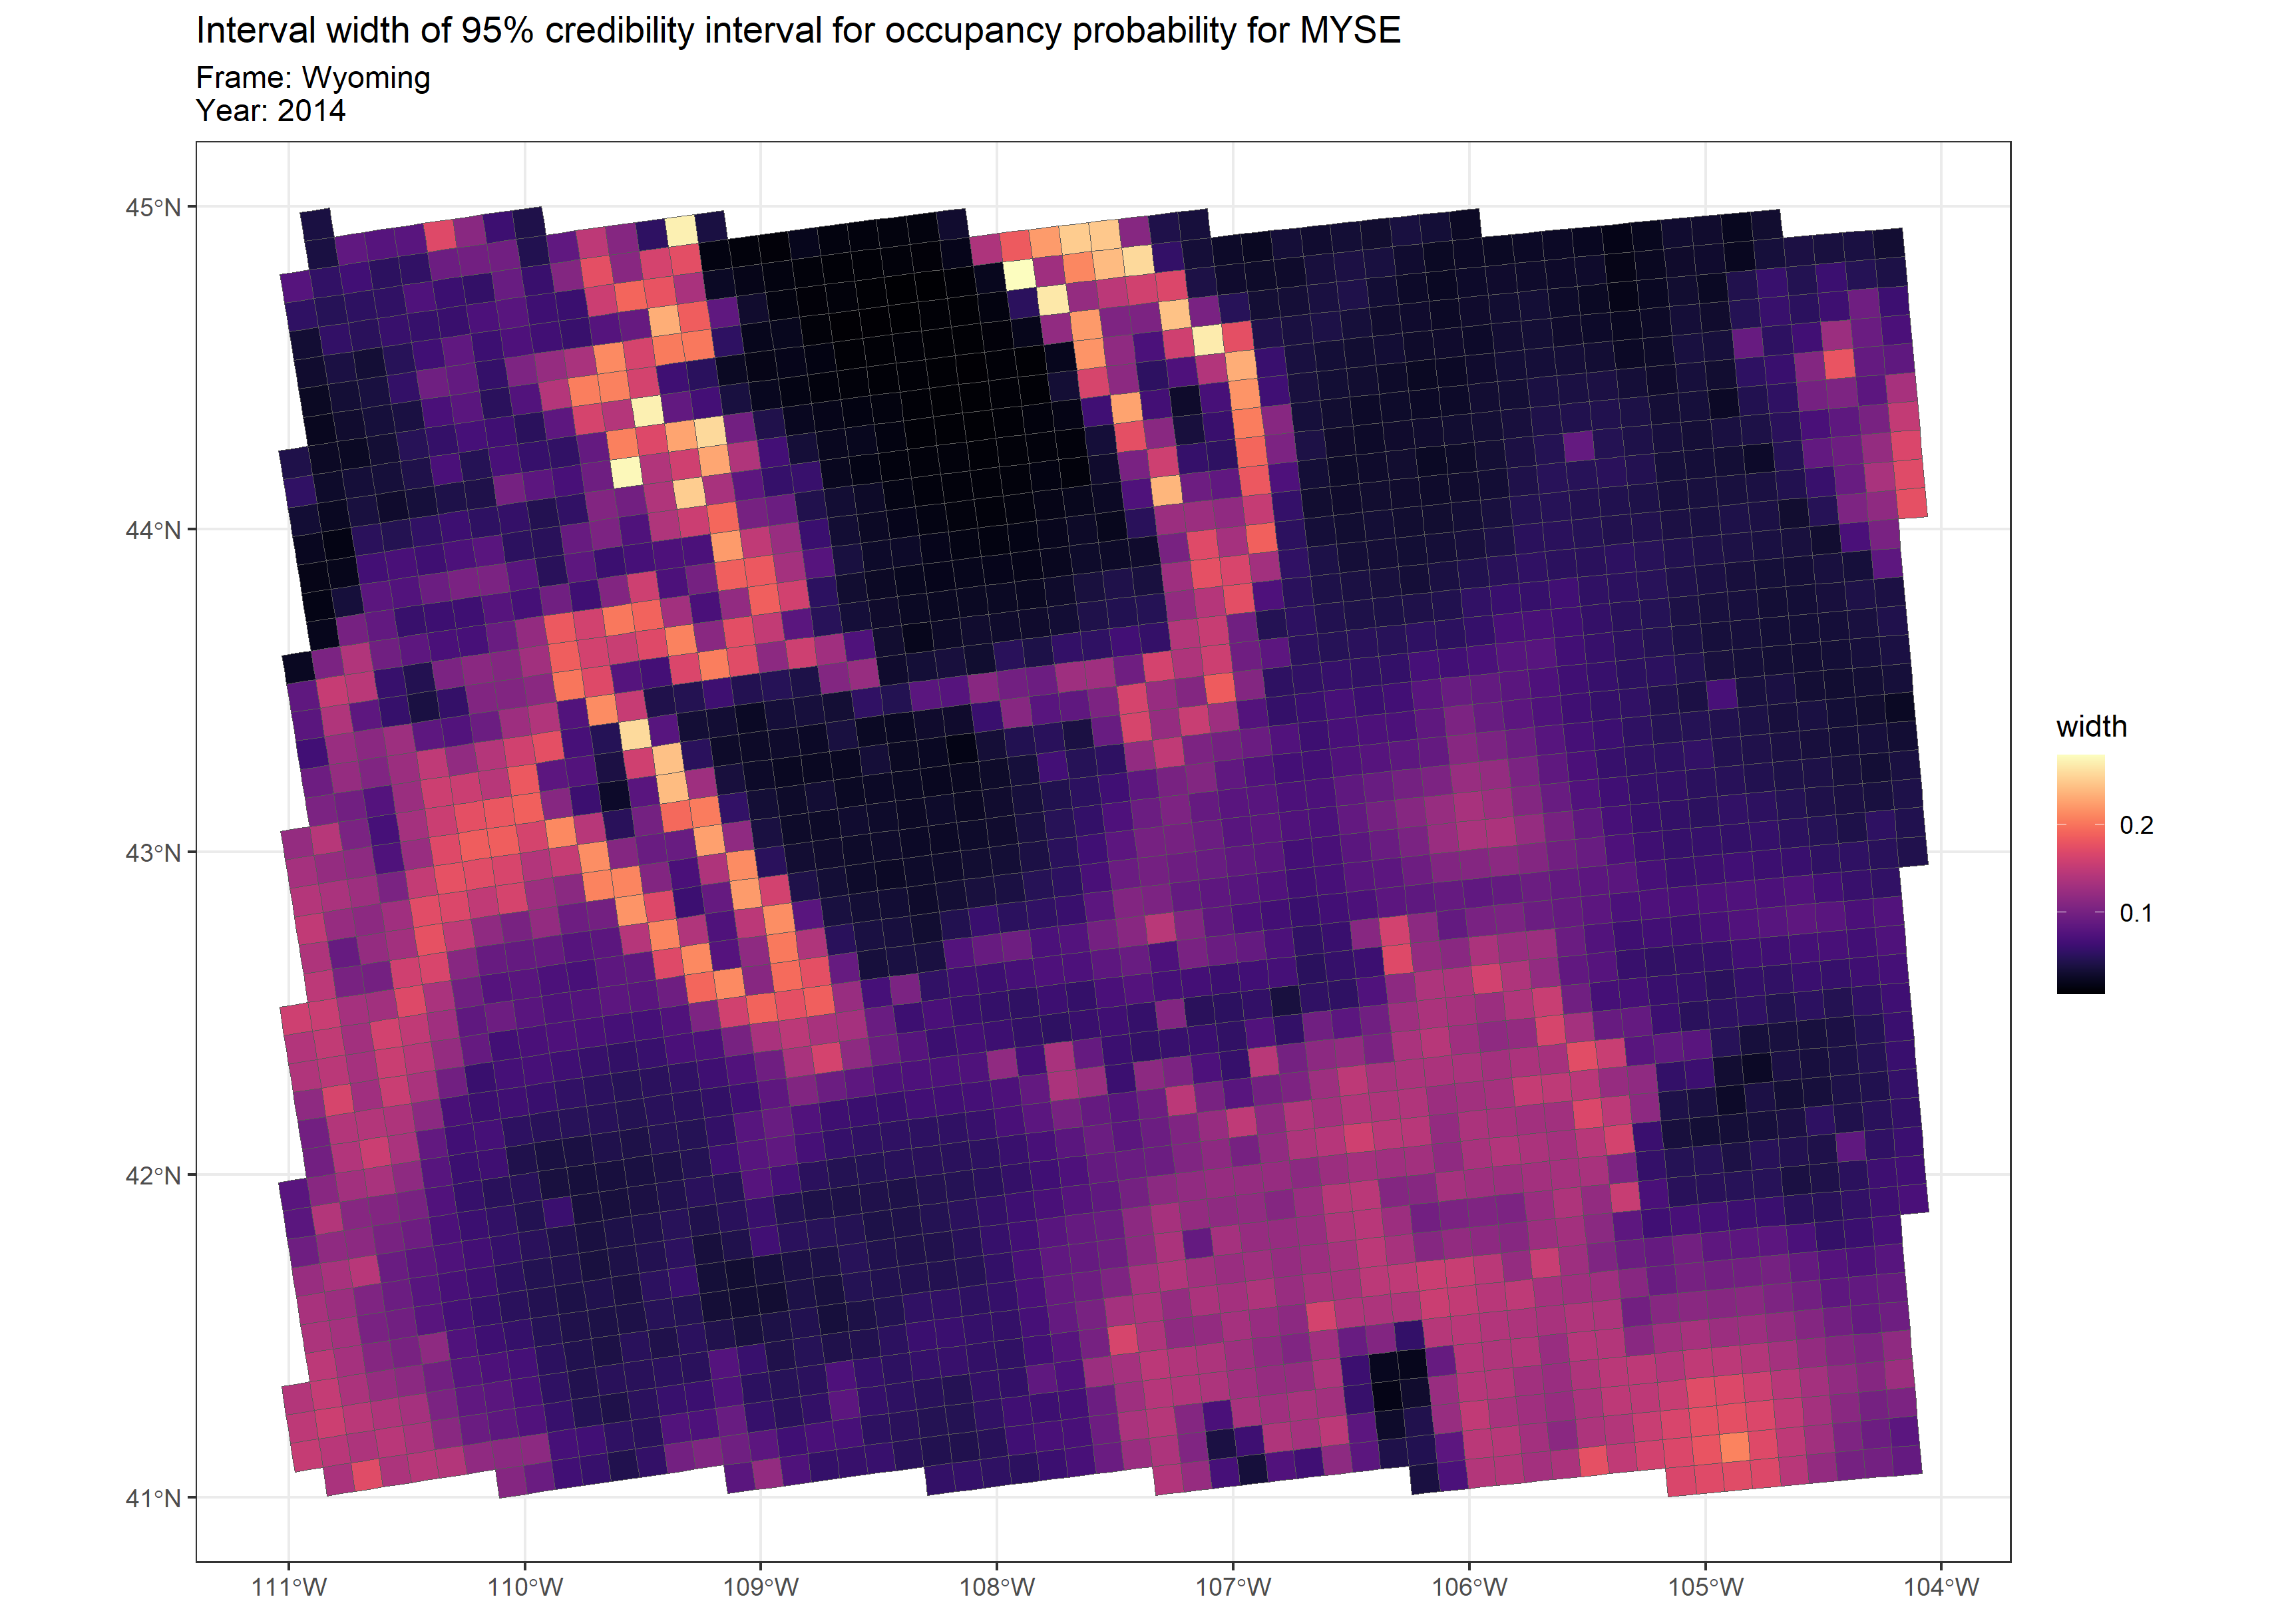 Interval width of 95% credibility interval for occupancy probability for MYSE
Frame: Wyoming
Year: 2014
45°N
44°N
43°N
42°N
41°N
111°W
110°W
109°W
108°W
107°W
106°W
105°W
104°W
width
0.2
0.1